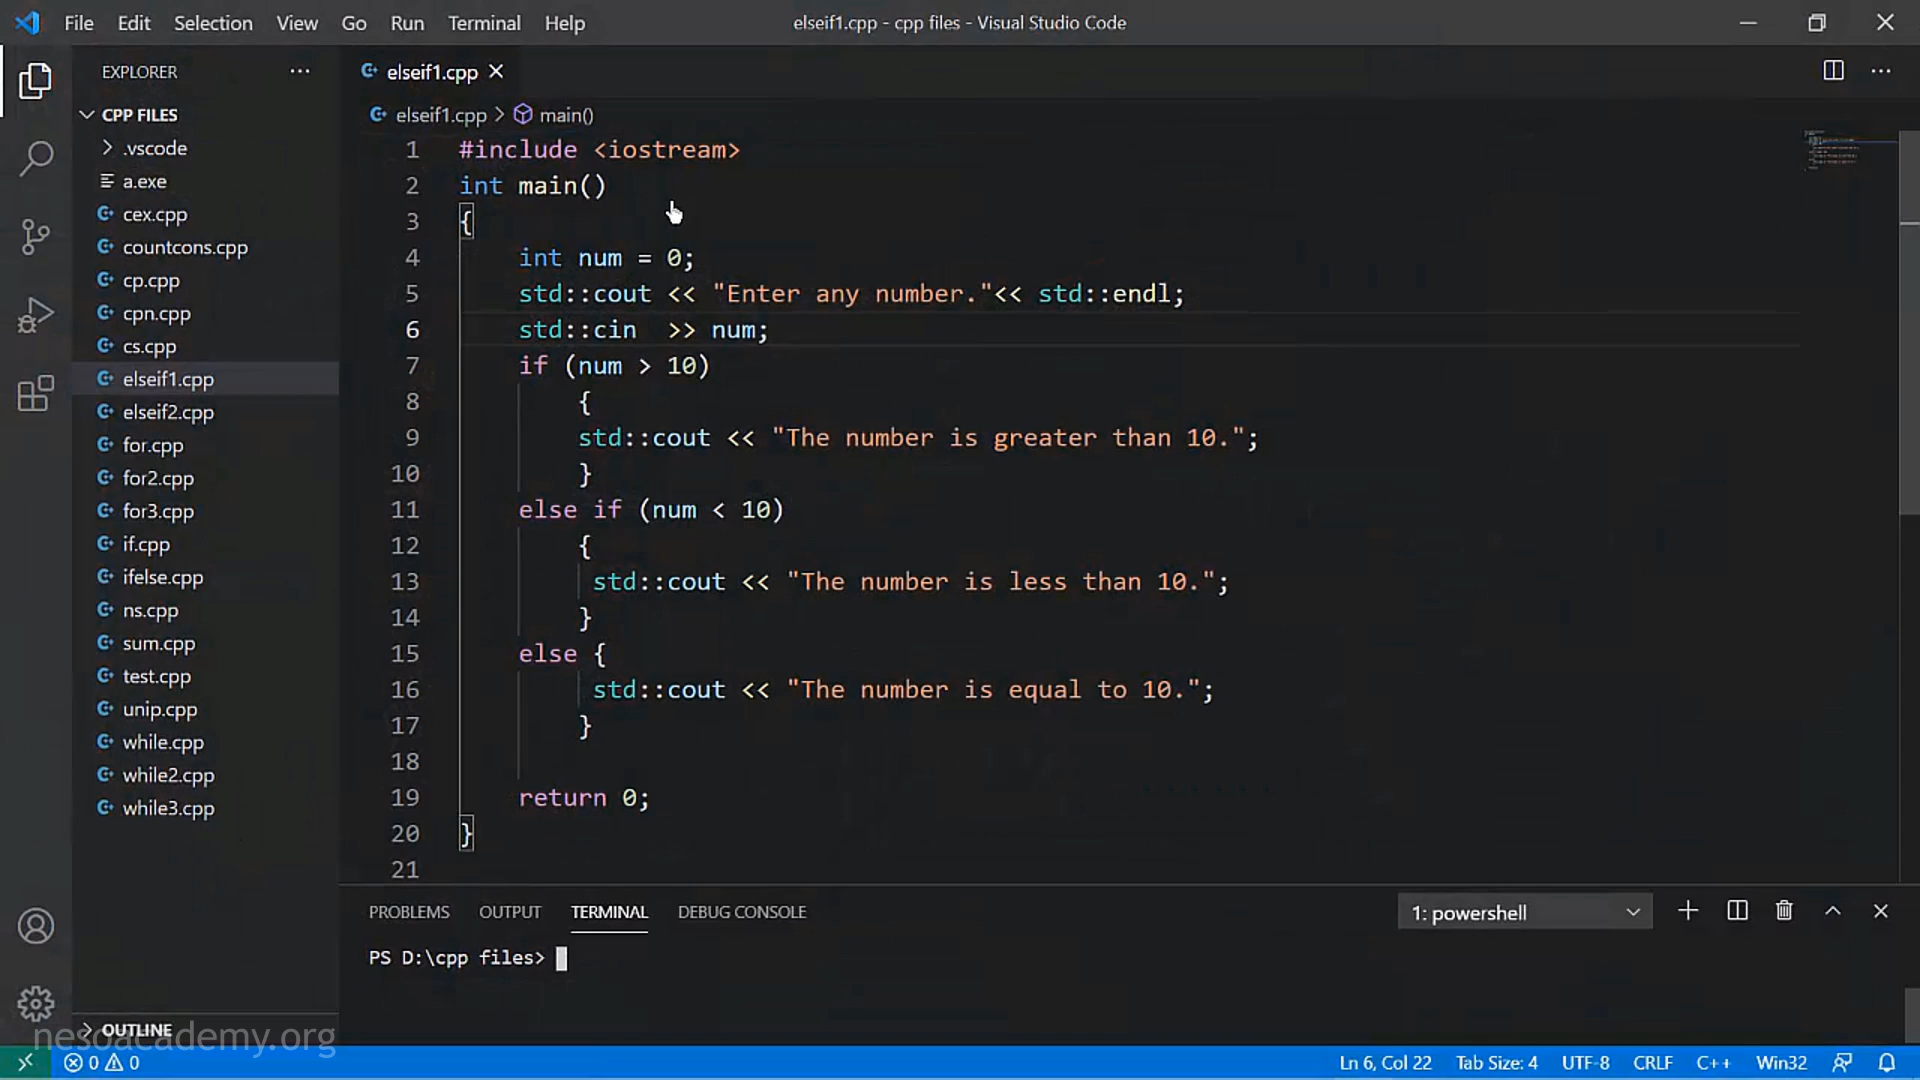 File Edit Selection View Go Run Terminal Help elseif1.cpp - cpp files - Visual Studio Code
EXPLORER
CPP FILES
.vscode
a.exe
cex.cpp
countcons.cpp
cp.cpp
cpn.cpp
cs.cpp
elseif1.cpp
elseif2.cpp
for.cpp
for2.cpp
for3.cpp
if.cpp
ifelse.cpp
ns.cpp
sum.cpp
test.cpp
unip.cpp
while.cpp
while2.cpp
while3.cpp
OUTLINE
nesoacademy.org
elseif1.cpp
elseif1.cpp > main()
1 #include <iostream>
2 int main()
3 {
4 int num = 0;
5 std::cout << "Enter any number."<< std::endl;
6 std::cin  >> num;
7 if (num > 10)
8 {
9 std::cout << "The number is greater than 10.";
10 }
11 else if (num < 10)
12 {
13 std::cout << "The number is less than 10.";
14 }
15 else {
16 std::cout << "The number is equal to 10.";
17 }
18
19 return 0;
20 }
21
PROBLEMS OUTPUT TERMINAL DEBUG CONSOLE 1: powershell
PS D:\cpp files>
0 0 Ln 6, Col 22 Tab Size: 4 UTF-8 CRLF C++ Win32